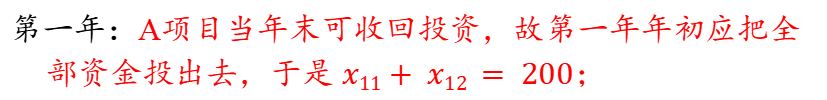 第一年：A项目当年末可收回投资，故第一年年初应把全
部资金投出去，于是 x₁₁ + x₁₂ = 200；